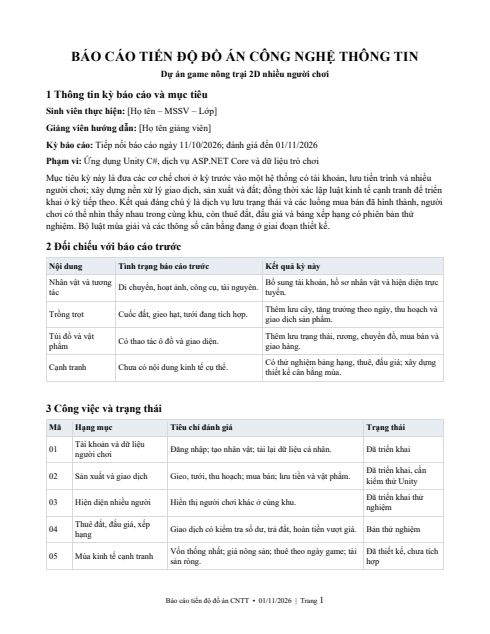 BÁO CÁO TIẾN ĐỘ ĐỒ ÁN CÔNG NGHỆ THÔNG TIN
Dự án game nông trại 2D nhiều người chơi
1 Thông tin kỳ báo cáo và mục tiêu
Sinh viên thực hiện: [Họ tên – MSSV – Lớp]
Giảng viên hướng dẫn: [Họ tên giảng viên]
Kỳ báo cáo: Tiếp nối báo cáo ngày 11/10/2026; đánh giá đến 01/11/2026
Phạm vi: Ứng dụng Unity C#, dịch vụ ASP.NET Core và dữ liệu trò chơi
Mục tiêu kỳ này là đưa các cơ chế chơi ở kỳ trước vào một hệ thống có tài khoản, lưu tiến trình và nhiều
người chơi; xây dựng nền xử lý giao dịch, sản xuất và đất; đồng thời xác lập luật kinh tế cạnh tranh để triển
khai ở kỳ tiếp theo. Kết quả đáng chú ý là dịch vụ lưu trạng thái và các luồng mua bán đã hình thành, người
chơi có thể nhìn thấy nhau trong cùng khu, còn thuê đất, đấu giá và bảng xếp hạng có phiên bản thử
nghiệm. Bộ luật mùa giải và các thông số cân bằng đang ở giai đoạn thiết kế.
2 Đối chiếu với báo cáo trước
Nội dung Tình trạng báo cáo trước Kết quả kỳ này
Nhân vật và tương
tác
Di chuyển, hoạt ảnh, công cụ, tài nguyên.
Bổ sung tài khoản, hồ sơ nhân vật và hiện diện trực
tuyến.
Trồng trọt
Cuốc đất, gieo hạt, tưới đang tích hợp.
Thêm lưu cây, tăng trưởng theo ngày, thu hoạch và
giao dịch sản phẩm.
Túi đồ và vật
phẩm
Có thao tác ô đồ và giao diện.
Thêm lưu trạng thái, rương, chuyển đồ, mua bán và
giao hàng.
Cạnh tranh
Chưa có nội dung kinh tế cụ thể.
Có thử nghiệm bảng hạng, thuê, đấu giá; xây dựng
thiết kế cân bằng mùa.
3 Công việc và trạng thái
Mã Hạng mục Tiêu chí đánh giá Trạng thái
01
Tài khoản và dữ liệu
người chơi
Đăng nhập; tạo nhân vật; tải lại dữ liệu cá nhân.
Đã triển khai
02
Sản xuất và giao dịch
Gieo, tưới, thu hoạch; mua bán; lưu tiền và vật phẩm.
Đã triển khai, cần
kiểm thử Unity
03
Hiện diện nhiều người
Hiển thị người chơi khác ở cùng khu.
Đã triển khai thử
nghiệm
04
Thuê đất, đấu giá, xếp
hạng
Giao dịch có kiểm tra số dư, trả đất, hoàn tiền vượt giá.
Bản thử nghiệm
05
Mùa kinh tế cạnh tranh
Vốn thống nhất; giá nông sản; thuê theo ngày game; tài
sản ròng.
Đã thiết kế, chưa tích
hợp
Báo cáo tiến độ đồ án CNTT • 01/11/2026 | Trang 1